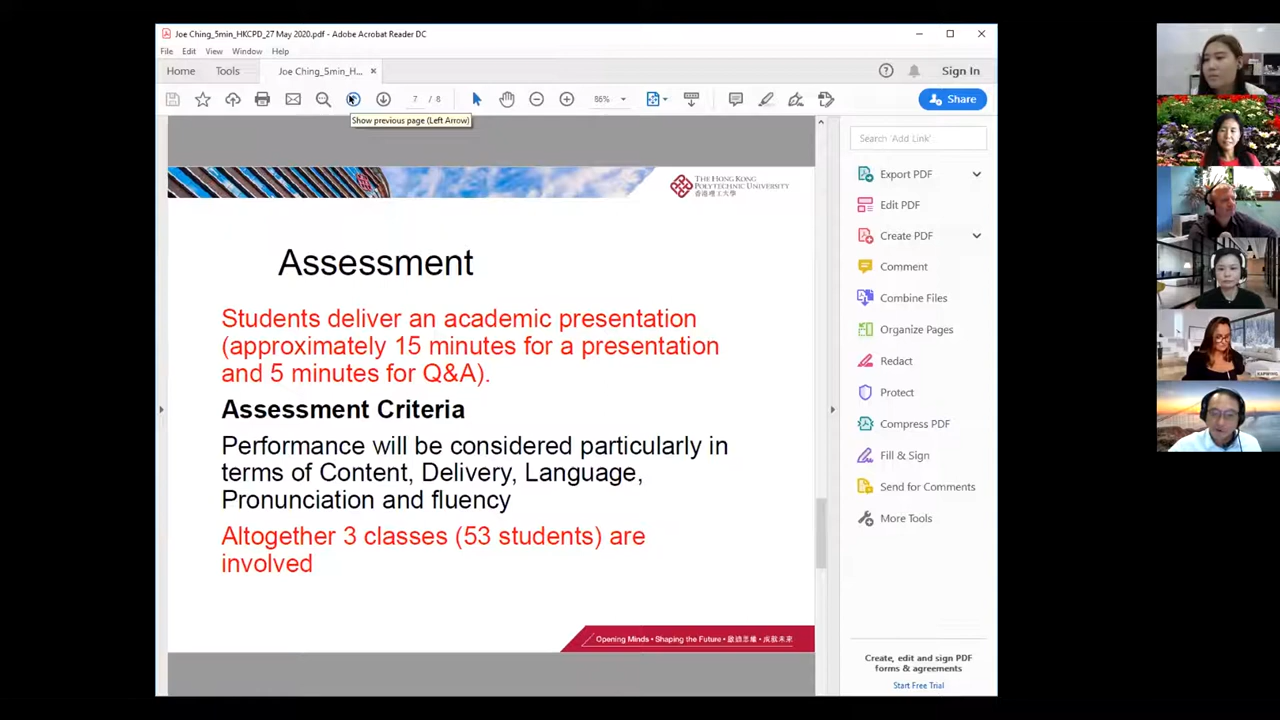 Joe Ching_5min_HKCPD_27 May 2020.pdf - Adobe Acrobat Reader DC
File Edit View Window Help
Home Tools Joe Ching_5min_H... × Sign In
7 / 8 86% Share
Show previous page (Left Arrow)
Search 'Add Link'
THE HONG KONG
POLYTECHNIC UNIVERSITY
香港理工大學
Export PDF
Edit PDF
Create PDF
Comment
Combine Files
Organize Pages
Redact
Protect
Compress PDF
Fill & Sign
Send for Comments
More Tools
Assessment
Students deliver an academic presentation
(approximately 15 minutes for a presentation
and 5 minutes for Q&A).
Assessment Criteria
Performance will be considered particularly in
terms of Content, Delivery, Language,
Pronunciation and fluency
Altogether 3 classes (53 students) are
involved
Opening Minds • Shaping the Future • 啟迪思維 • 成就未來
Create, edit and sign PDF
forms & agreements
Start Free Trial